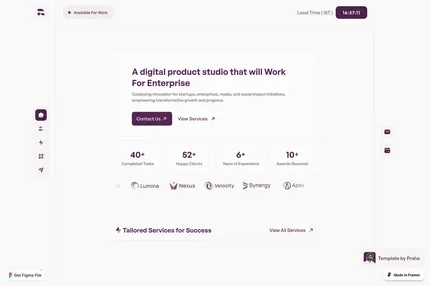 Available For Work
Local Time ( IST )
16:37:11
A digital product studio that will Work
For Enterprise
Catalyzing innovation for startups, enterprises, media, and social impact initiatives,
empowering transformative growth and progress.
Contact Us
View Services
40+
Completed Tasks
52+
Happy Clients
6+
Years of Experience
10+
Awards Received
Lumina
Nexus
Velocity
Synergy
Apex
Tailored Services for Success
View All Services
Template by Praha
Get Figma File
Made in Framer